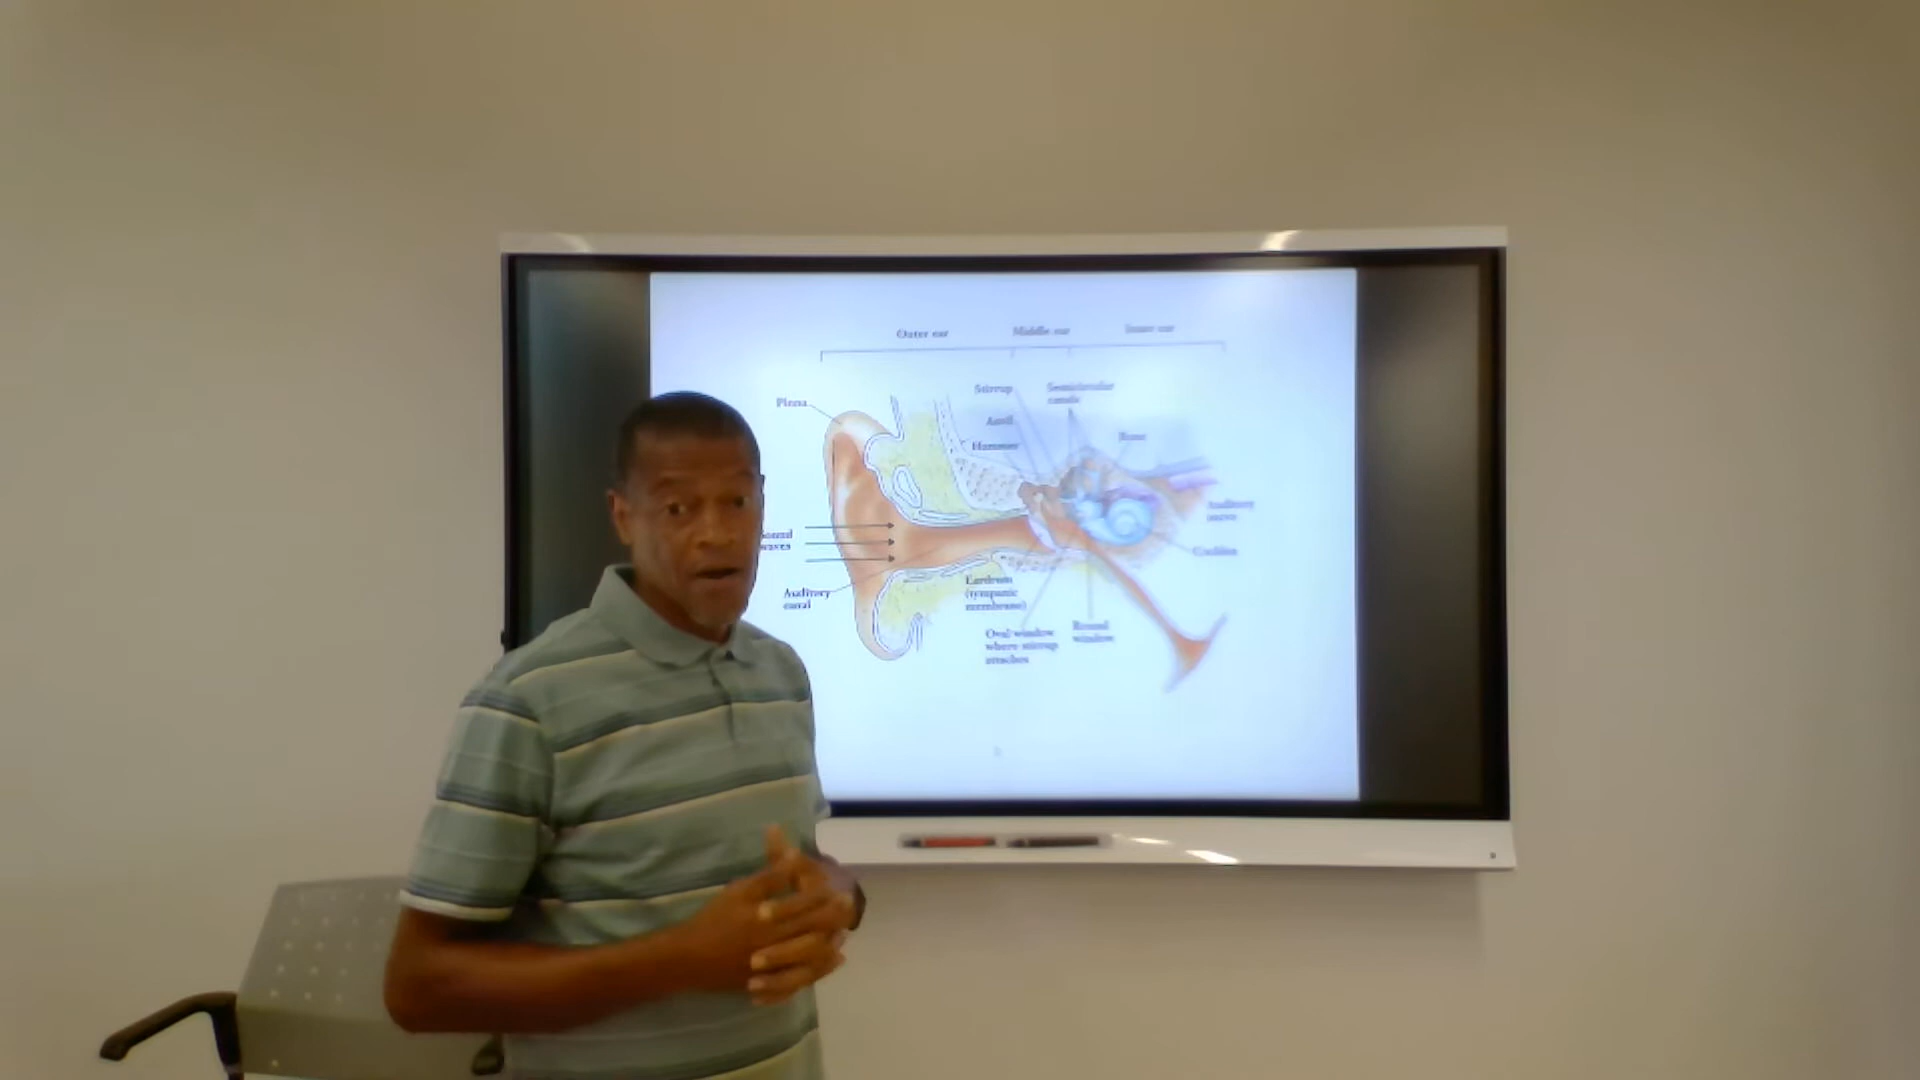 Outer ear
Middle ear
Inner ear
Stirrup
Semicircular
canals
Pinna
Anvil
Bone
Hammer
Auditory
nerve
Sound
waves
Cochlea
Eardrum
(tympanic
membrane)
Auditory
canal
Oval window
where stirrup
attaches
Round
window